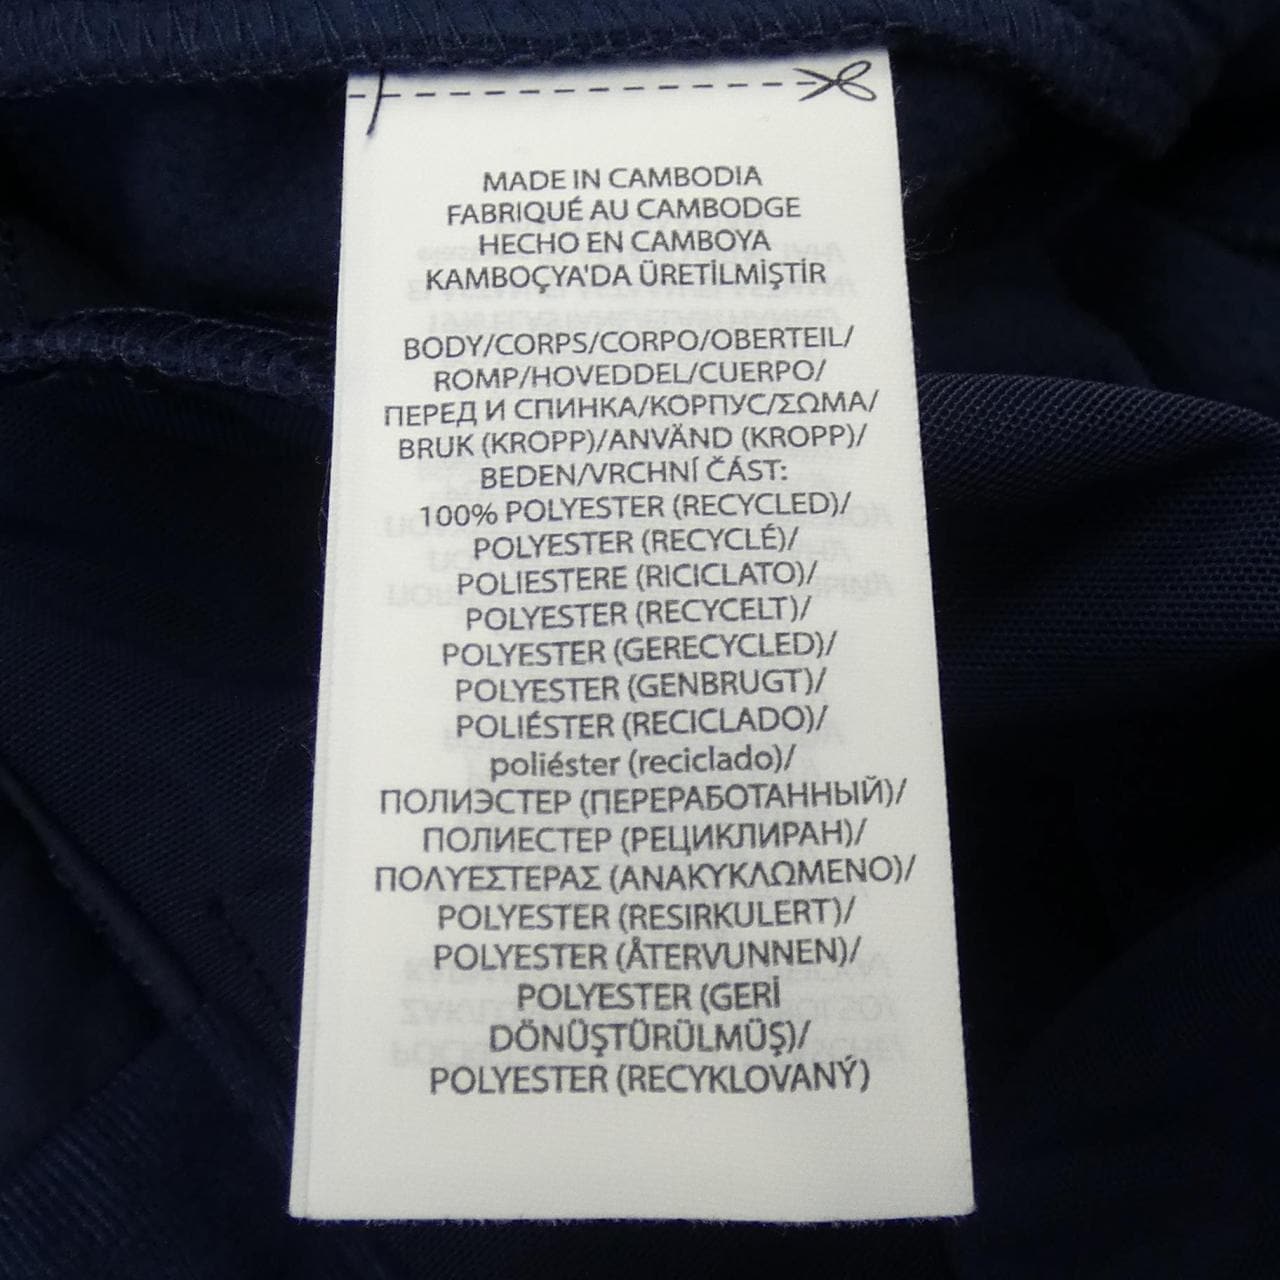 MADE IN CAMBODIA
FABRIQUÉ AU CAMBODGE
HECHO EN CAMBOYA
KAMBOÇYA'DA ÜRETİLMİŞTİR
BODY/CORPS/CORPO/OBERTEIL/
ROMP/HOVEDDEL/CUERPO/
ПЕРЕД И СПИНКА/КОРПУС/ΣΩΜΑ/
BRUK (KROPP)/ANVÄND (KROPP)/
BEDEN/VRCHNÍ ČÁST:
100% POLYESTER (RECYCLED)/
POLYESTER (RECYCLÉ)/
POLIESTERE (RICICLATO)/
POLYESTER (RECYCELT)/
POLYESTER (GERECYCLED)/
POLYESTER (GENBRUGT)/
POLIÉSTER (RECICLADO)/
poliéster (reciclado)/
ПОЛИЭСТЕР (ПЕРЕРАБОТАННЫЙ)/
ПОЛИЕСТЕР (РЕЦИКЛИРАН)/
ΠΟΛΥΕΣΤΕΡΑΣ (ΑΝΑΚΥΚΛΩΜΕΝΟ)/
POLYESTER (RESIRKULERT)/
POLYESTER (ÅTERVUNNEN)/
POLYESTER (GERİ
DÖNÜŞTÜRÜLMÜŞ)/
POLYESTER (RECYKLOVANÝ)